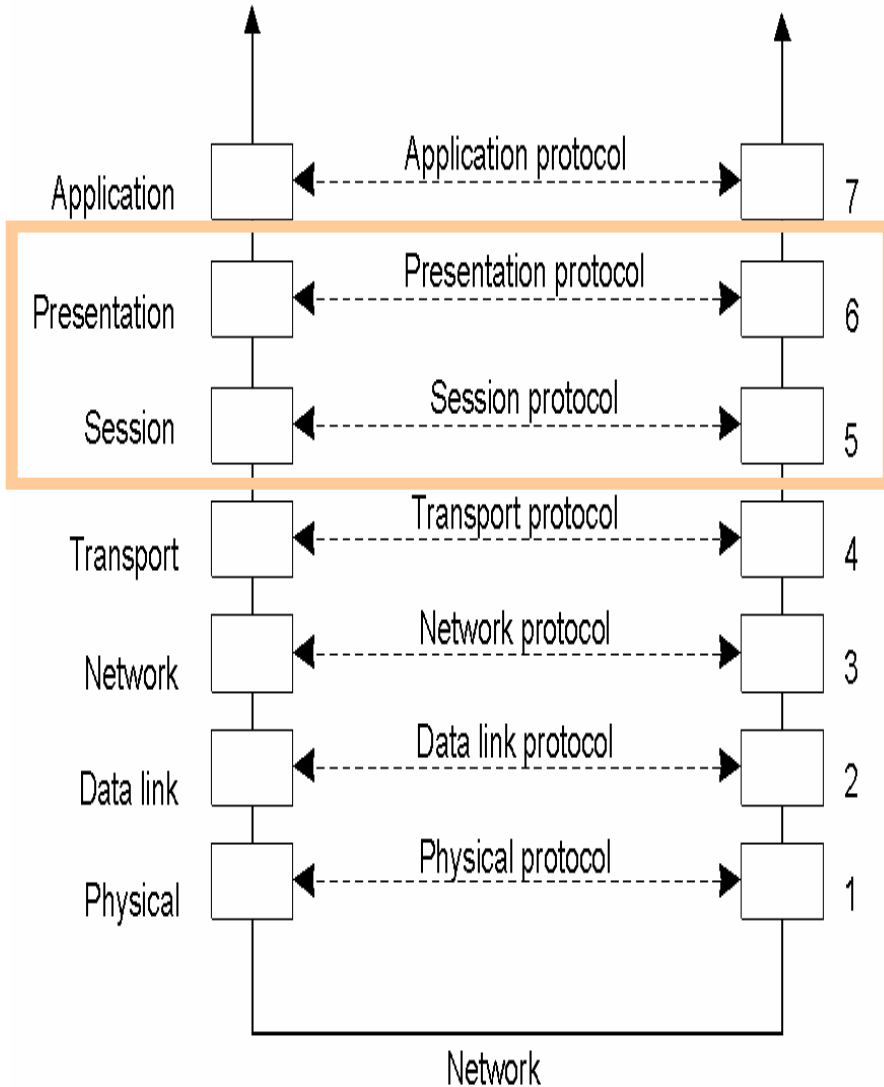 Application protocol
Application
7
Presentation protocol
Presentation
6
Session protocol
Session
5
Transport protocol
Transport
4
Network protocol
Network
3
Data link protocol
Data link
2
Physical protocol
Physical
1
Network